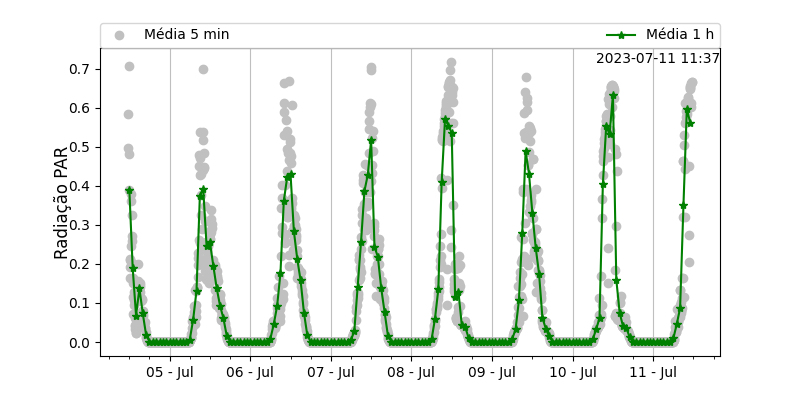 Média 5 min
Média 1 h
2023-07-11 11:37
Radiação PAR
0.7
0.6
0.5
0.4
0.3
0.2
0.1
0.0
05 - Jul
06 - Jul
07 - Jul
08 - Jul
09 - Jul
10 - Jul
11 - Jul